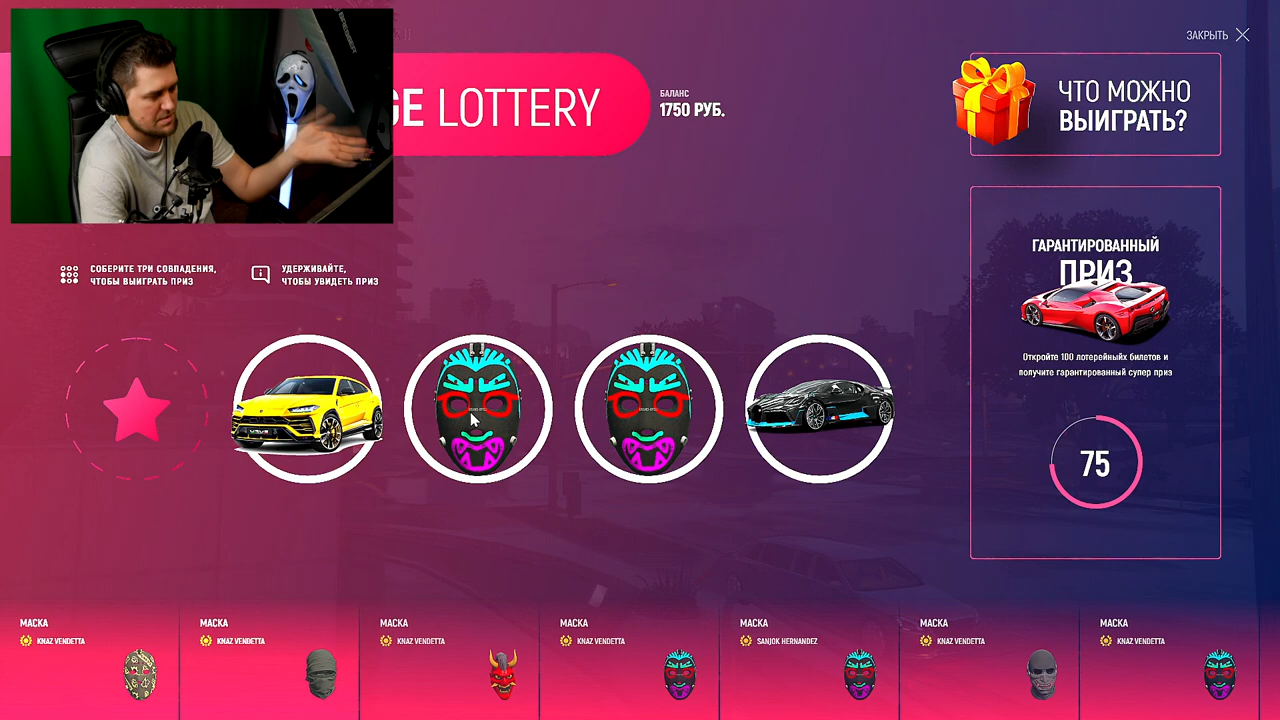 ЗАКРЫТЬ
GE LOTTERY
БАЛАНС
1750 РУБ.
ЧТО МОЖНО
ВЫИГРАТЬ?
СОБЕРИТЕ ТРИ СОВПАДЕНИЯ,
ЧТОБЫ ВЫИГРАТЬ ПРИЗ
УДЕРЖИВАЙТЕ,
ЧТОБЫ УВИДЕТЬ ПРИЗ
ГАРАНТИРОВАННЫЙ
ПРИЗ
Откройте 100 лотерейныйх билетов и
получите гарантированный супер приз
75
МАСКА
KNAZ VENDETTA
МАСКА
KNAZ VENDETTA
МАСКА
KNAZ VENDETTA
МАСКА
KNAZ VENDETTA
МАСКА
SANJOK HERNANDEZ
МАСКА
KNAZ VENDETTA
МАСКА
KNAZ VENDETTA